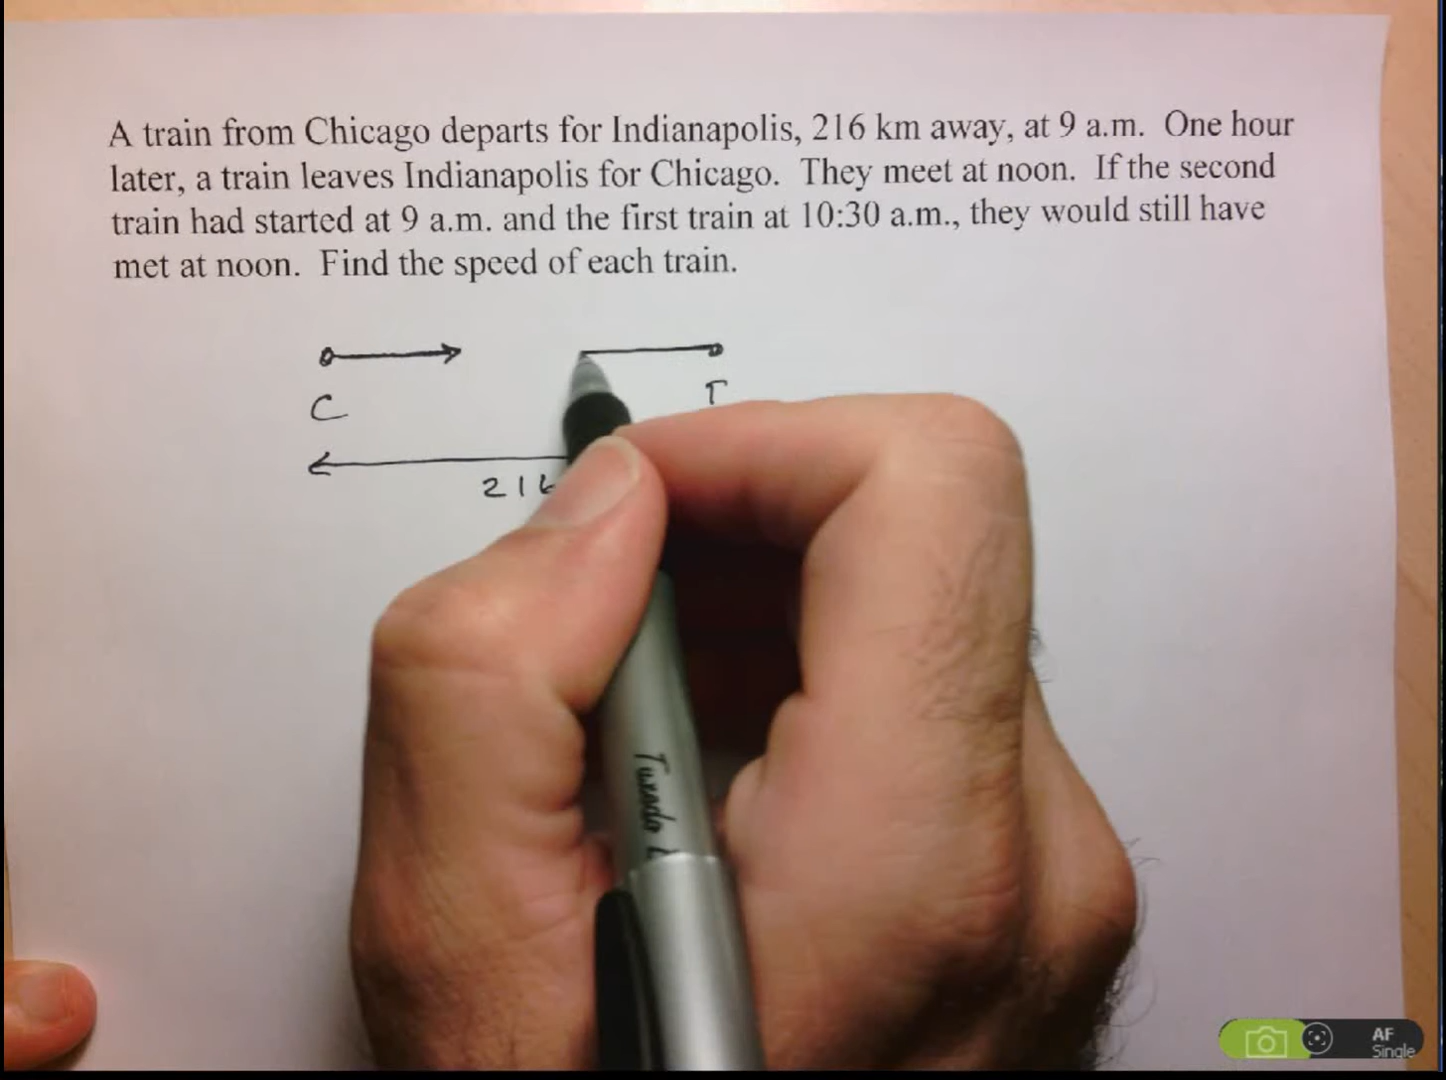 A train from Chicago departs for Indianapolis, 216 km away, at 9 a.m. One hour
later, a train leaves Indianapolis for Chicago. They meet at noon. If the second
train had started at 9 a.m. and the first train at 10:30 a.m., they would still have
met at noon. Find the speed of each train.
C I
216
Tuxedo
AF
Single